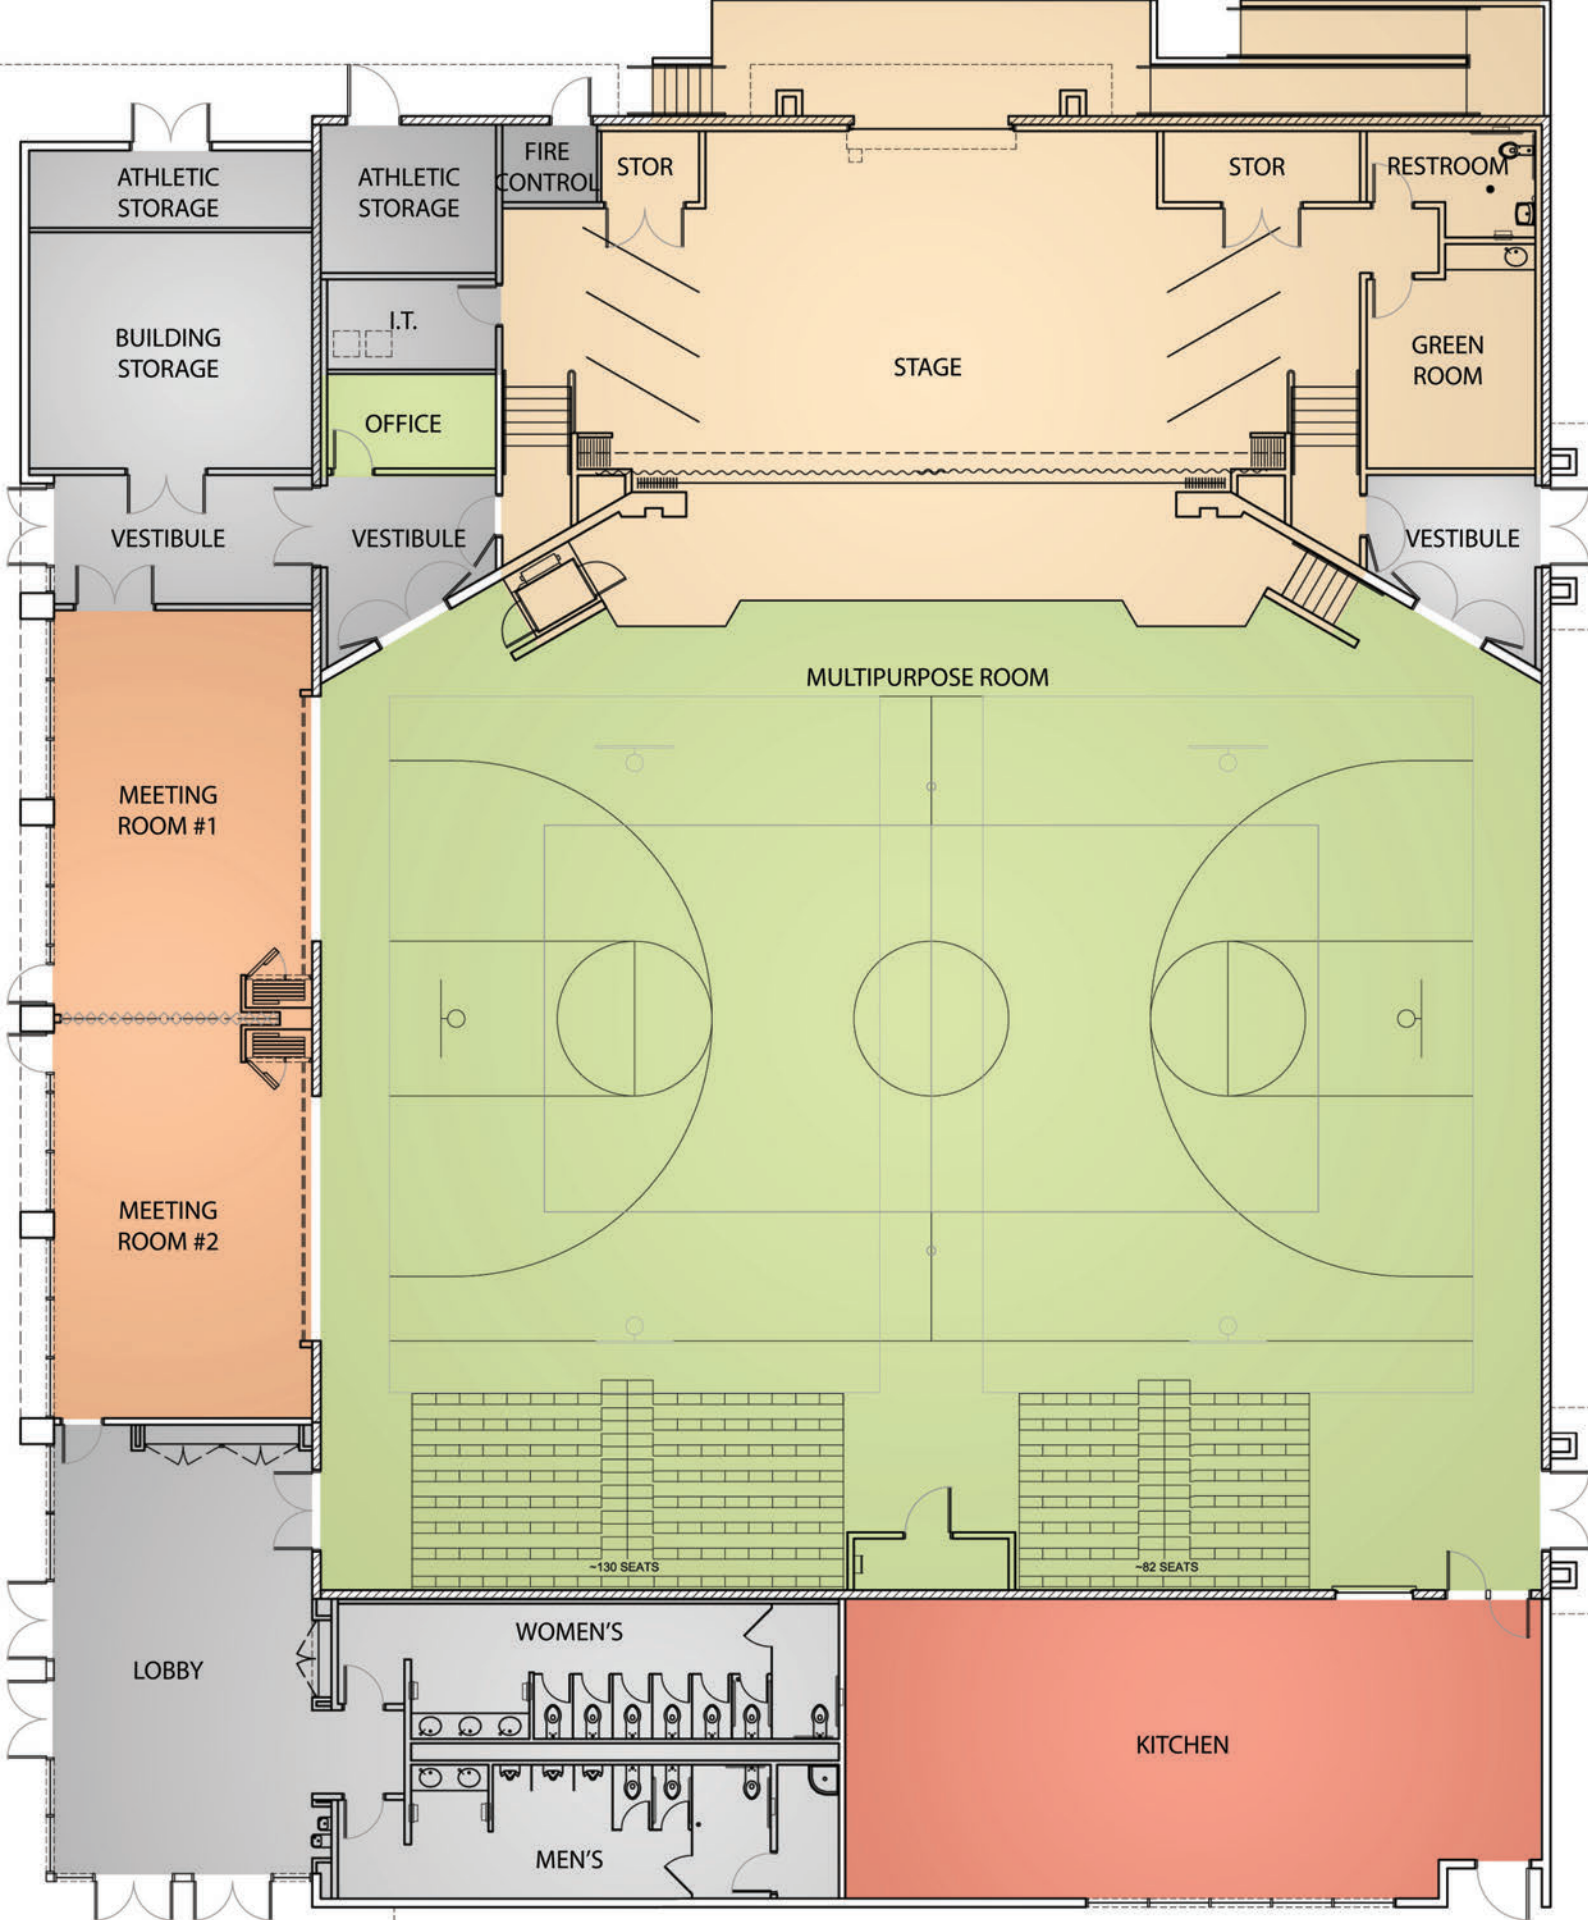 ATHLETIC
STORAGE
ATHLETIC
STORAGE
FIRE
CONTROL
STOR
STOR
RESTROOM
BUILDING
STORAGE
I.T.
OFFICE
STAGE
GREEN
ROOM
VESTIBULE
VESTIBULE
VESTIBULE
MULTIPURPOSE ROOM
MEETING
ROOM #1
MEETING
ROOM #2
~130 SEATS
~82 SEATS
WOMEN'S
LOBBY
KITCHEN
MEN'S